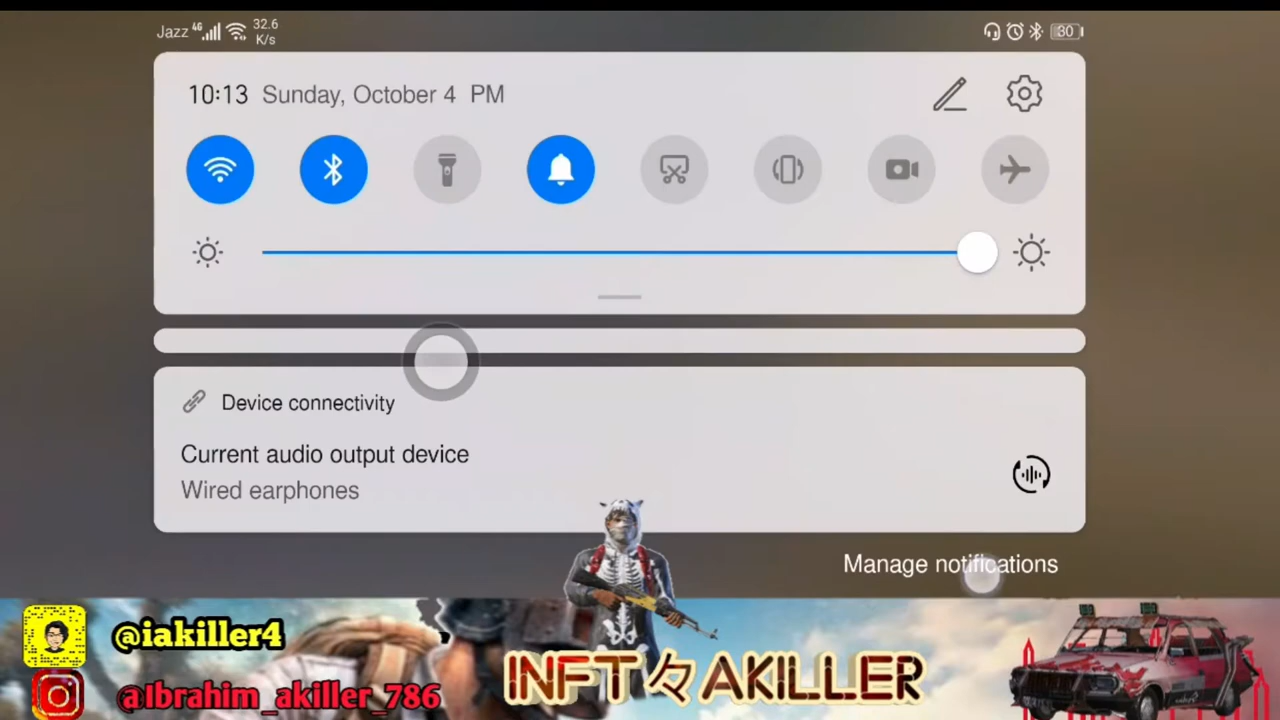 Jazz 4G 32.6 K/s 30
10:13 Sunday, October 4 PM
Device connectivity
Current audio output device
Wired earphones
Manage notifications
@iakiller4
INFT々AKILLER
@Ibrahim_akiller_786